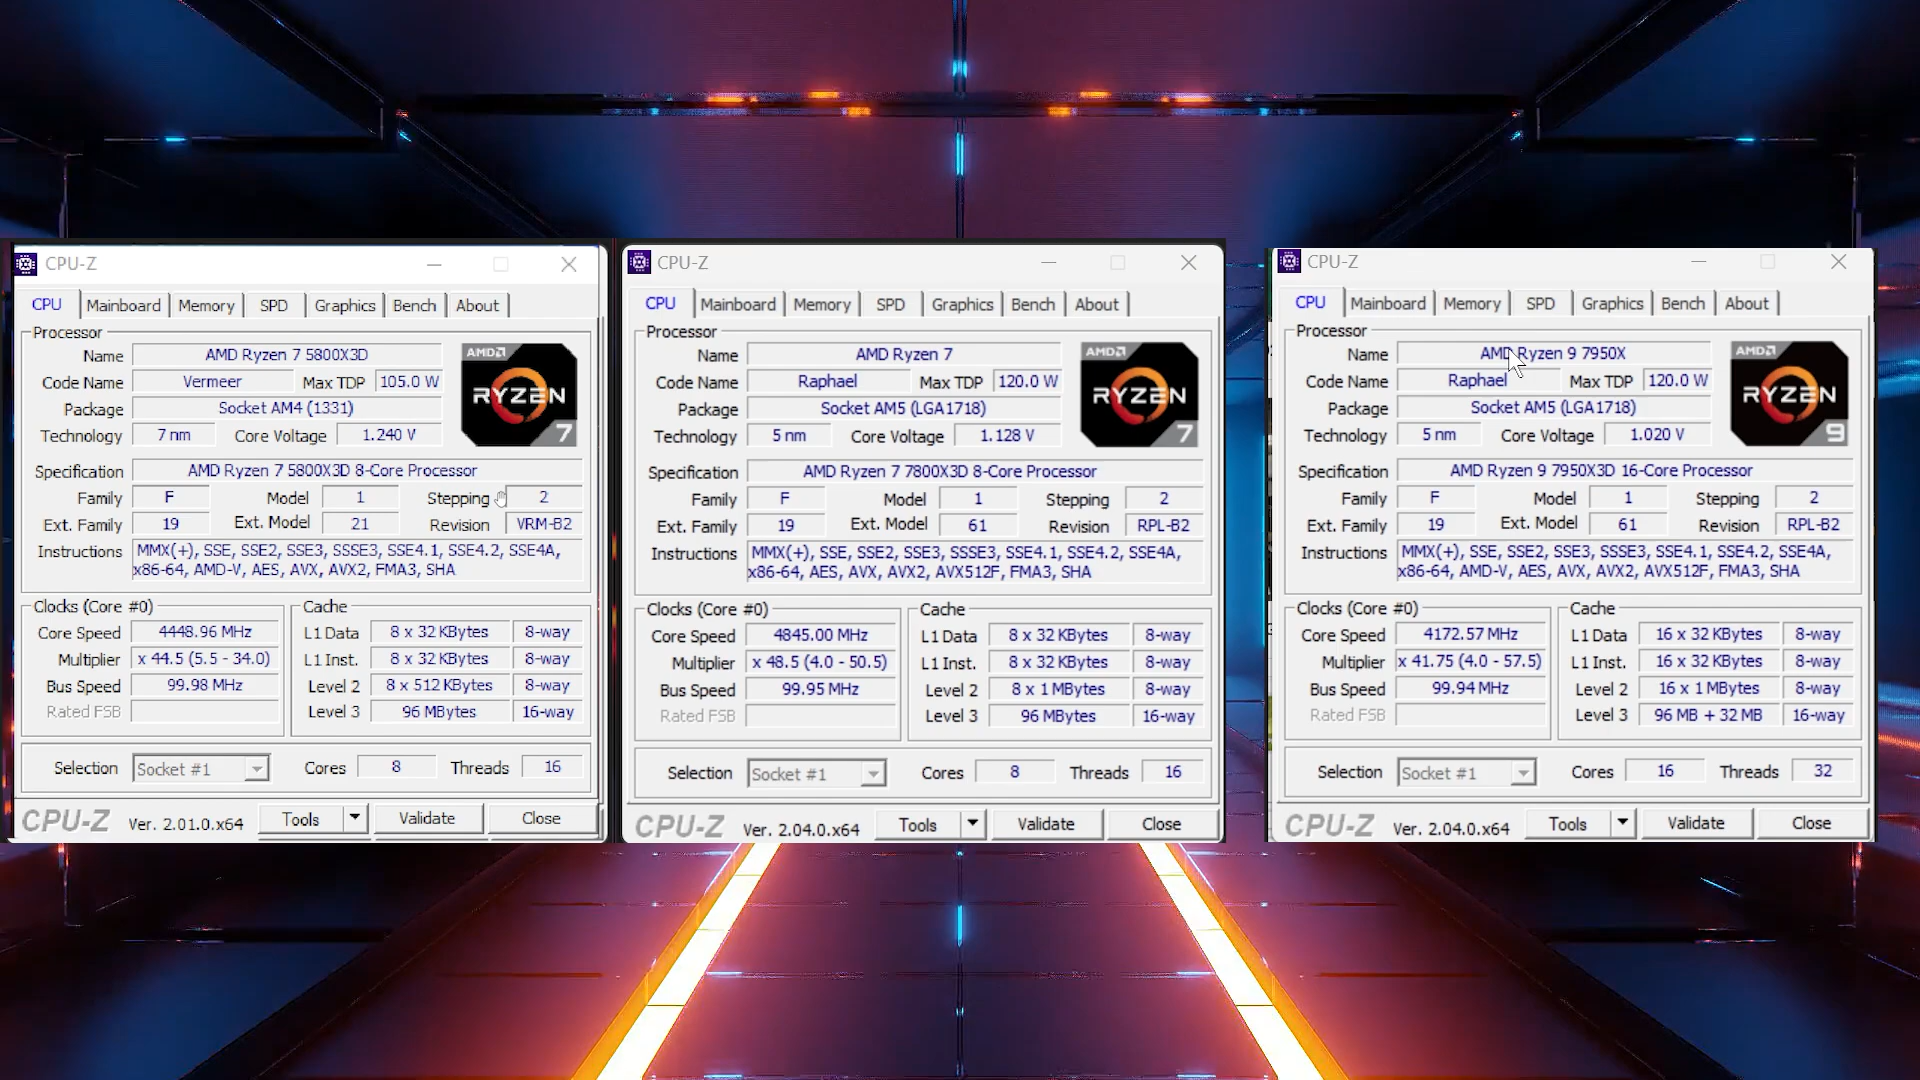 CPU-Z
CPU Mainboard Memory SPD Graphics Bench About
Processor
Name AMD Ryzen 7 5800X3D
Code Name Vermeer Max TDP 105.0 W
Package Socket AM4 (1331)
Technology 7 nm Core Voltage 1.240 V
AMD RYZEN 7
Specification AMD Ryzen 7 5800X3D 8-Core Processor
Family F Model 1 Stepping 2
Ext. Family 19 Ext. Model 21 Revision VRM-B2
Instructions MMX(+), SSE, SSE2, SSE3, SSSE3, SSE4.1, SSE4.2, SSE4A,
x86-64, AMD-V, AES, AVX, AVX2, FMA3, SHA
Clocks (Core #0)
Core Speed 4448.96 MHz
Multiplier x 44.5 (5.5 - 34.0)
Bus Speed 99.98 MHz
Rated FSB
Cache
L1 Data 8 x 32 KBytes 8-way
L1 Inst. 8 x 32 KBytes 8-way
Level 2 8 x 512 KBytes 8-way
Level 3 96 MBytes 16-way
Selection Socket #1 Cores 8 Threads 16
CPU-Z Ver. 2.01.0.x64 Tools Validate Close
CPU-Z
CPU Mainboard Memory SPD Graphics Bench About
Processor
Name AMD Ryzen 7
Code Name Raphael Max TDP 120.0 W
Package Socket AM5 (LGA1718)
Technology 5 nm Core Voltage 1.128 V
AMD RYZEN 7
Specification AMD Ryzen 7 7800X3D 8-Core Processor
Family F Model 1 Stepping 2
Ext. Family 19 Ext. Model 61 Revision RPL-B2
Instructions MMX(+), SSE, SSE2, SSE3, SSSE3, SSE4.1, SSE4.2, SSE4A,
x86-64, AES, AVX, AVX2, AVX512F, FMA3, SHA
Clocks (Core #0)
Core Speed 4845.00 MHz
Multiplier x 48.5 (4.0 - 50.5)
Bus Speed 99.95 MHz
Rated FSB
Cache
L1 Data 8 x 32 KBytes 8-way
L1 Inst. 8 x 32 KBytes 8-way
Level 2 8 x 1 MBytes 8-way
Level 3 96 MBytes 16-way
Selection Socket #1 Cores 8 Threads 16
CPU-Z Ver. 2.04.0.x64 Tools Validate Close
CPU-Z
CPU Mainboard Memory SPD Graphics Bench About
Processor
Name AMD Ryzen 9 7950X
Code Name Raphael Max TDP 120.0 W
Package Socket AM5 (LGA1718)
Technology 5 nm Core Voltage 1.020 V
AMD RYZEN 9
Specification AMD Ryzen 9 7950X3D 16-Core Processor
Family F Model 1 Stepping 2
Ext. Family 19 Ext. Model 61 Revision RPL-B2
Instructions MMX(+), SSE, SSE2, SSE3, SSSE3, SSE4.1, SSE4.2, SSE4A,
x86-64, AMD-V, AES, AVX, AVX2, AVX512F, FMA3, SHA
Clocks (Core #0)
Core Speed 4172.57 MHz
Multiplier x 41.75 (4.0 - 57.5)
Bus Speed 99.94 MHz
Rated FSB
Cache
L1 Data 16 x 32 KBytes 8-way
L1 Inst. 16 x 32 KBytes 8-way
Level 2 16 x 1 MBytes 8-way
Level 3 96 MB + 32 MB 16-way
Selection Socket #1 Cores 16 Threads 32
CPU-Z Ver. 2.04.0.x64 Tools Validate Close